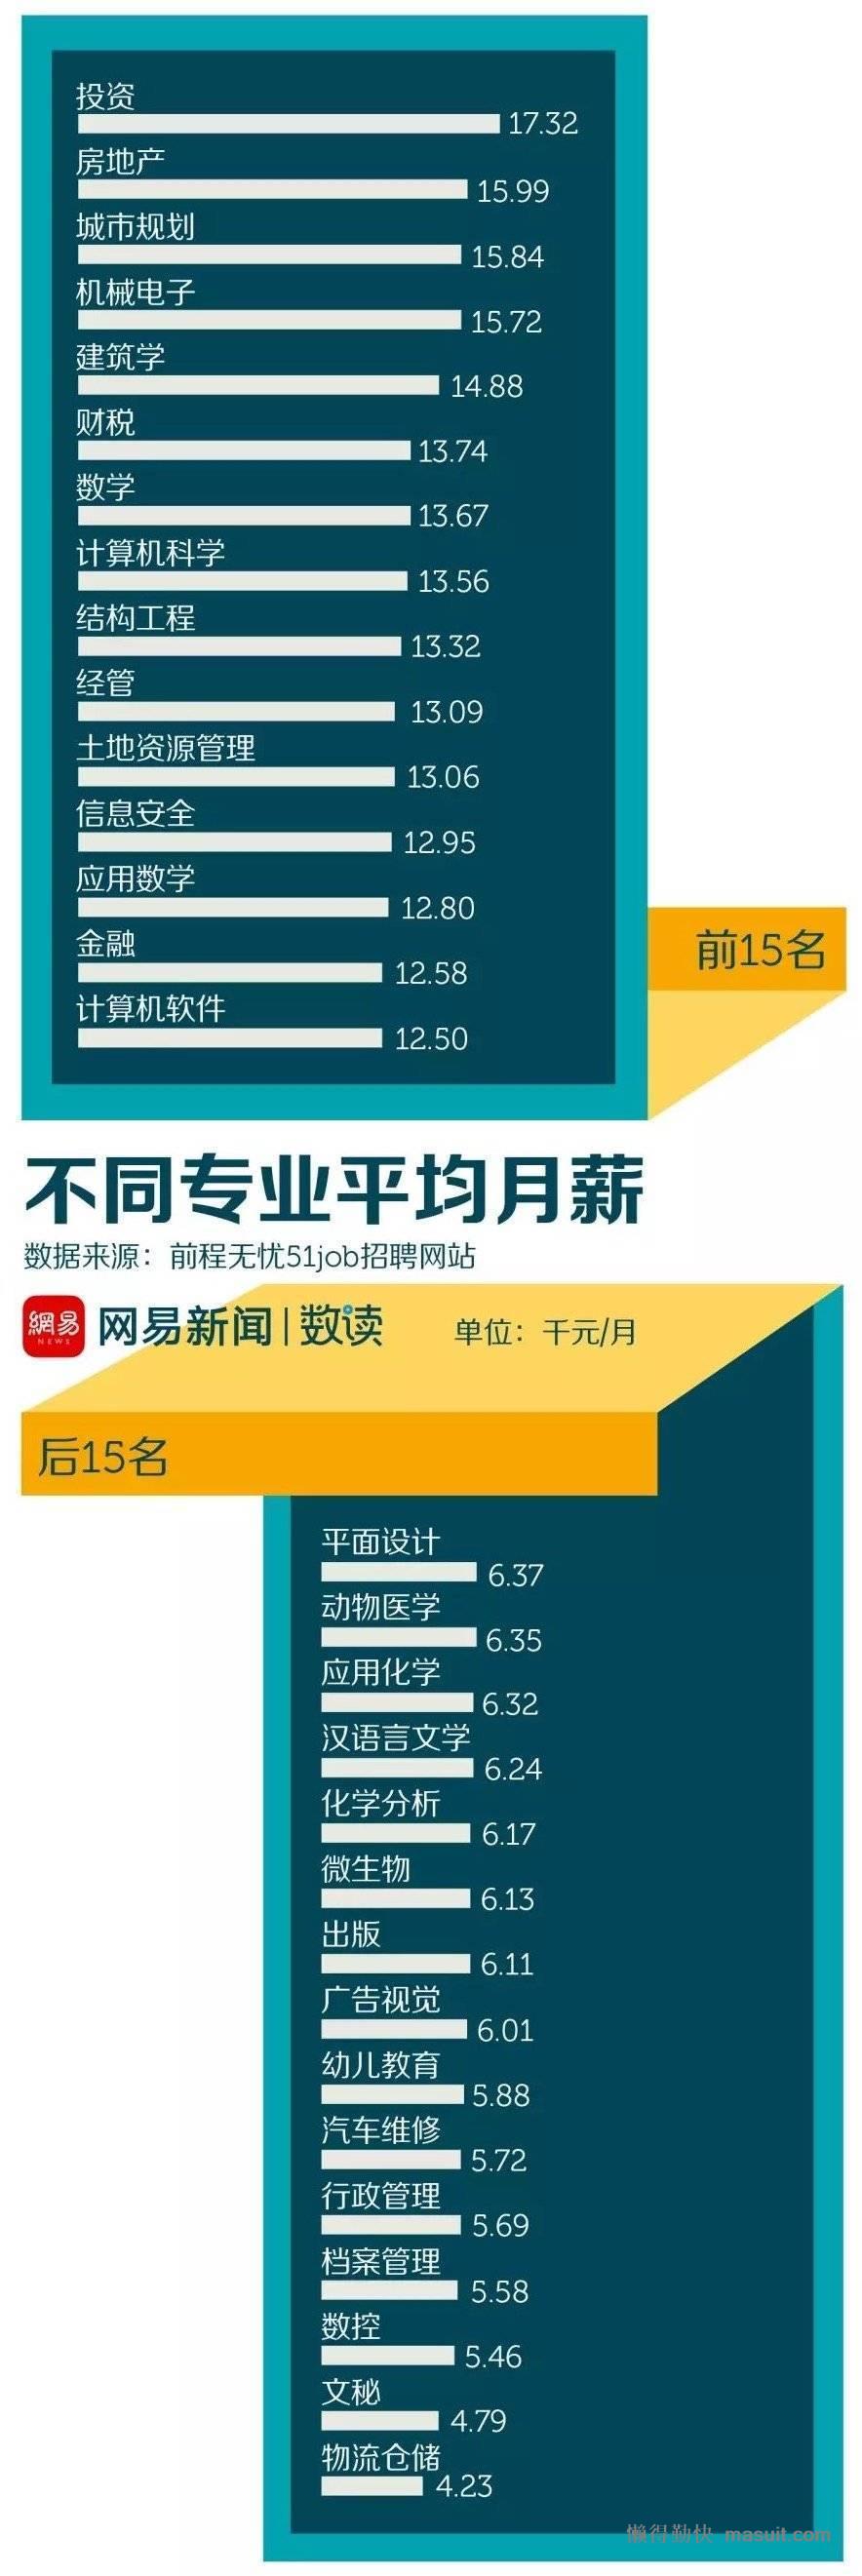 投资
17.32
房地产
15.99
城市规划
15.84
机械电子
15.72
建筑学
14.88
财税
13.74
数学
13.67
计算机科学
13.56
结构工程
13.32
经管
13.09
土地资源管理
13.06
信息安全
12.95
应用数学
12.80
金融
12.58
计算机软件
12.50
前15名
不同专业平均月薪
数据来源：前程无忧51job招聘网站
網易
NEWS
网易新闻 | 数读
单位：千元/月
后15名
平面设计
6.37
动物医学
6.35
应用化学
6.32
汉语言文学
6.24
化学分析
6.17
微生物
6.13
出版
6.11
广告视觉
6.01
幼儿教育
5.88
汽车维修
5.72
行政管理
5.69
档案管理
5.58
数控
5.46
文秘
4.79
物流仓储
4.23
懒得勤快 masuit.com